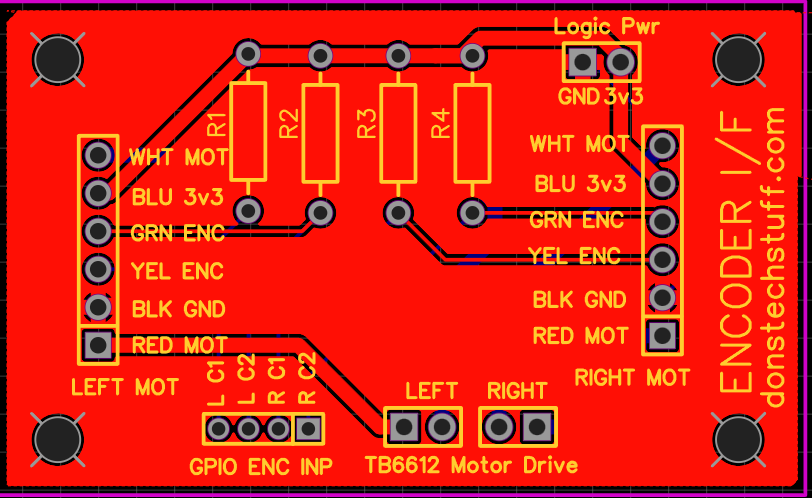 Logic Pwr
GND 3v3
R1
R2
R3
R4
WHT MOT
BLU 3v3
GRN ENC
YEL ENC
BLK GND
RED MOT
LEFT MOT
WHT MOT
BLU 3v3
GRN ENC
YEL ENC
BLK GND
RED MOT
RIGHT MOT
ENCODER I/F
donstechstuff.com
L C1
L C2
R C1
R C2
GPIO ENC INP
LEFT
RIGHT
TB6612 Motor Drive